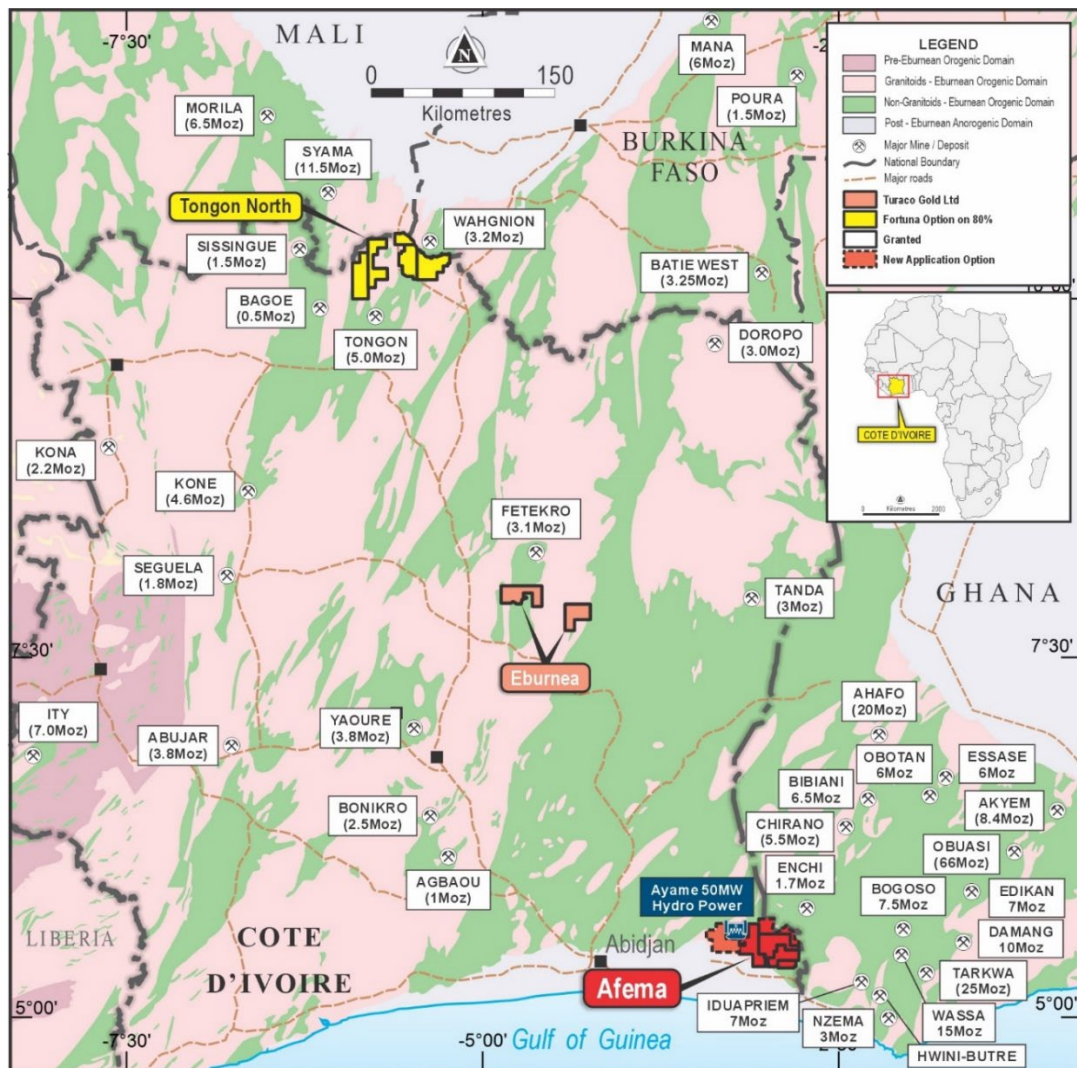 -7°30'
MALI
N
0
150
Kilometres
MORILA
(6.5Moz)
SYAMA
(11.5Moz)
Tongon North
SISSINGUE
(1.5Moz)
BAGOE
(0.5Moz)
TONGON
(5.0Moz)
WAHGNION
(3.2Moz)
MANA
(6Moz)
POURA
(1.5Moz)
BURKINA
FASO
BATIE WEST
(3.25Moz)
DOROPO
(3.0Moz)
LEGEND
Pre-Eburnean Orogenic Domain
Granitoids - Eburnean Orogenic Domain
Non-Granitoids - Eburnean Orogenic Domain
Post - Eburnean Anorogenic Domain
Major Mine / Deposit
National Boundary
Major roads
Turaco Gold Ltd
Fortuna Option on 80%
Granted
New Application Option
COTE D'IVOIRE
N
0
Kilometres
2000
KONA
(2.2Moz)
KONE
(4.6Moz)
SEGUELA
(1.8Moz)
FETEKRO
(3.1Moz)
TANDA
(3Moz)
GHANA
7°30'
7°30'
Eburnea
ITY
(7.0Moz)
ABUJAR
(3.8Moz)
YAOURE
(3.8Moz)
BONIKRO
(2.5Moz)
AGBAOU
(1Moz)
AHAFO
(20Moz)
OBOTAN
6Moz
ESSASE
6Moz
BIBIANI
6.5Moz
AKYEM
(8.4Moz)
CHIRANO
(5.5Moz)
OBUASI
(66Moz)
ENCHI
1.7Moz
BOGOSO
7.5Moz
EDIKAN
7Moz
Ayame 50MW
Hydro Power
DAMANG
10Moz
LIBERIA
COTE
D'IVOIRE
Abidjan
Afema
TARKWA
(25Moz)
IDUAPRIEM
7Moz
NZEMA
3Moz
WASSA
15Moz
HWINI-BUTRE
5°00'
5°00'
-7°30'
-5°00'
Gulf of Guinea